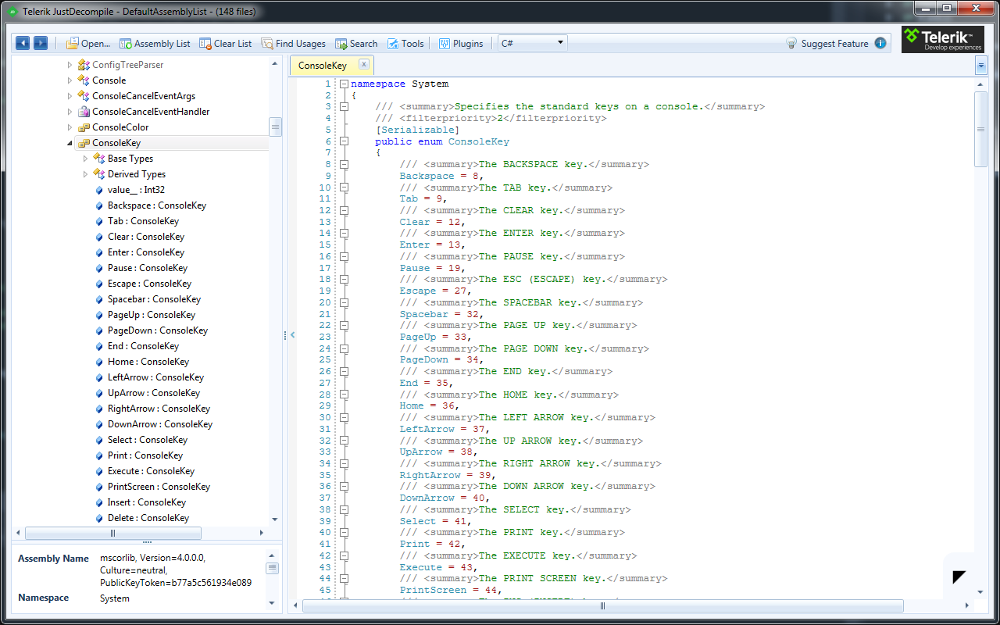 Telerik JustDecompile - DefaultAssemblyList - (148 files)
Open... Assembly List Clear List Find Usages Search Tools Plugins C# Suggest Feature
Telerik™
Develop experiences
ConfigTreeParser
Console
ConsoleCancelEventArgs
ConsoleCancelEventHandler
ConsoleColor
ConsoleKey
Base Types
Derived Types
value__ : Int32
Backspace : ConsoleKey
Tab : ConsoleKey
Clear : ConsoleKey
Enter : ConsoleKey
Pause : ConsoleKey
Escape : ConsoleKey
Spacebar : ConsoleKey
PageUp : ConsoleKey
PageDown : ConsoleKey
End : ConsoleKey
Home : ConsoleKey
LeftArrow : ConsoleKey
UpArrow : ConsoleKey
RightArrow : ConsoleKey
DownArrow : ConsoleKey
Select : ConsoleKey
Print : ConsoleKey
Execute : ConsoleKey
PrintScreen : ConsoleKey
Insert : ConsoleKey
Delete : ConsoleKey
Assembly Name mscorlib, Version=4.0.0.0,
Culture=neutral,
PublicKeyToken=b77a5c561934e089
Namespace System
ConsoleKey
1 namespace System
2 {
3 /// <summary>Specifies the standard keys on a console.</summary>
4 /// <filterpriority>2</filterpriority>
5 [Serializable]
6 public enum ConsoleKey
7 {
8 /// <summary>The BACKSPACE key.</summary>
9 Backspace = 8,
10 /// <summary>The TAB key.</summary>
11 Tab = 9,
12 /// <summary>The CLEAR key.</summary>
13 Clear = 12,
14 /// <summary>The ENTER key.</summary>
15 Enter = 13,
16 /// <summary>The PAUSE key.</summary>
17 Pause = 19,
18 /// <summary>The ESC (ESCAPE) key.</summary>
19 Escape = 27,
20 /// <summary>The SPACEBAR key.</summary>
21 Spacebar = 32,
22 /// <summary>The PAGE UP key.</summary>
23 PageUp = 33,
24 /// <summary>The PAGE DOWN key.</summary>
25 PageDown = 34,
26 /// <summary>The END key.</summary>
27 End = 35,
28 /// <summary>The HOME key.</summary>
29 Home = 36,
30 /// <summary>The LEFT ARROW key.</summary>
31 LeftArrow = 37,
32 /// <summary>The UP ARROW key.</summary>
33 UpArrow = 38,
34 /// <summary>The RIGHT ARROW key.</summary>
35 RightArrow = 39,
36 /// <summary>The DOWN ARROW key.</summary>
37 DownArrow = 40,
38 /// <summary>The SELECT key.</summary>
39 Select = 41,
40 /// <summary>The PRINT key.</summary>
41 Print = 42,
42 /// <summary>The EXECUTE key.</summary>
43 Execute = 43,
44 /// <summary>The PRINT SCREEN key.</summary>
45 PrintScreen = 44,